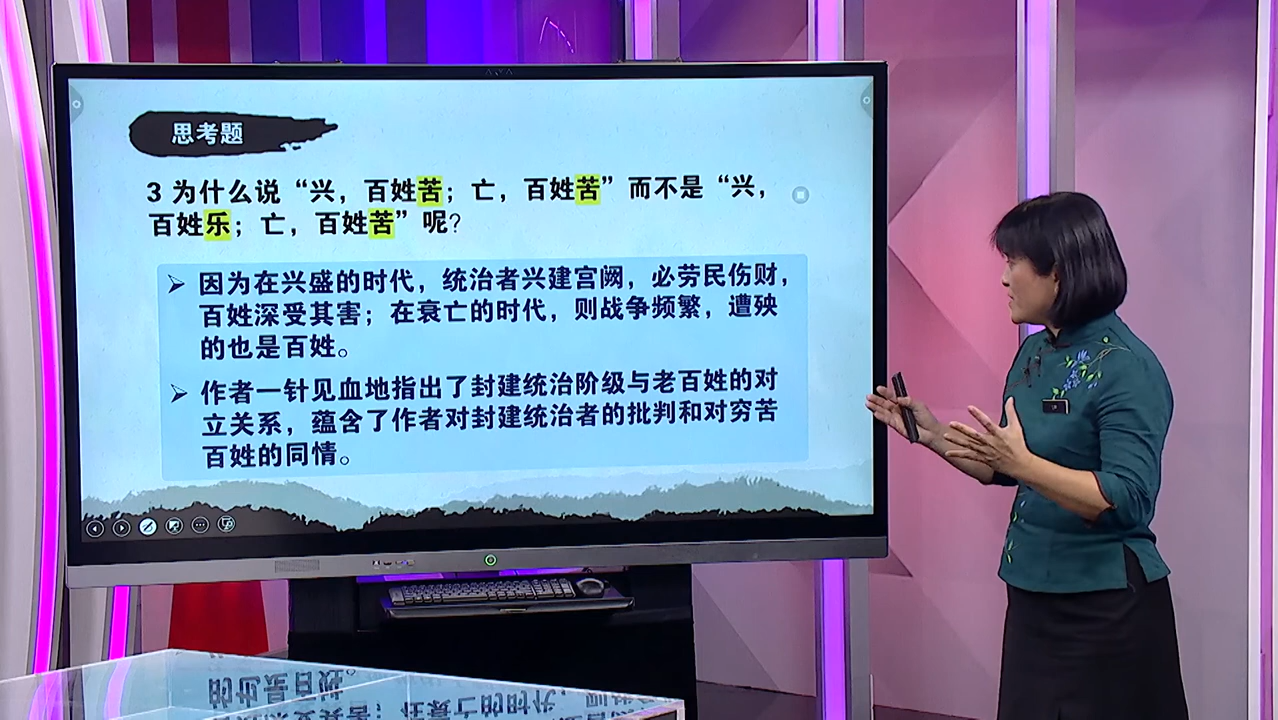 思考题
3 为什么说“兴，百姓苦；亡，百姓苦”而不是“兴，
百姓乐；亡，百姓苦”呢？
因为在兴盛的时代，统治者兴建宫阙，必劳民伤财，
百姓深受其害；在衰亡的时代，则战争频繁，遭殃
的也是百姓。
作者一针见血地指出了封建统治阶级与老百姓的对
立关系，蕴含了作者对封建统治者的批判和对穷苦
百姓的同情。